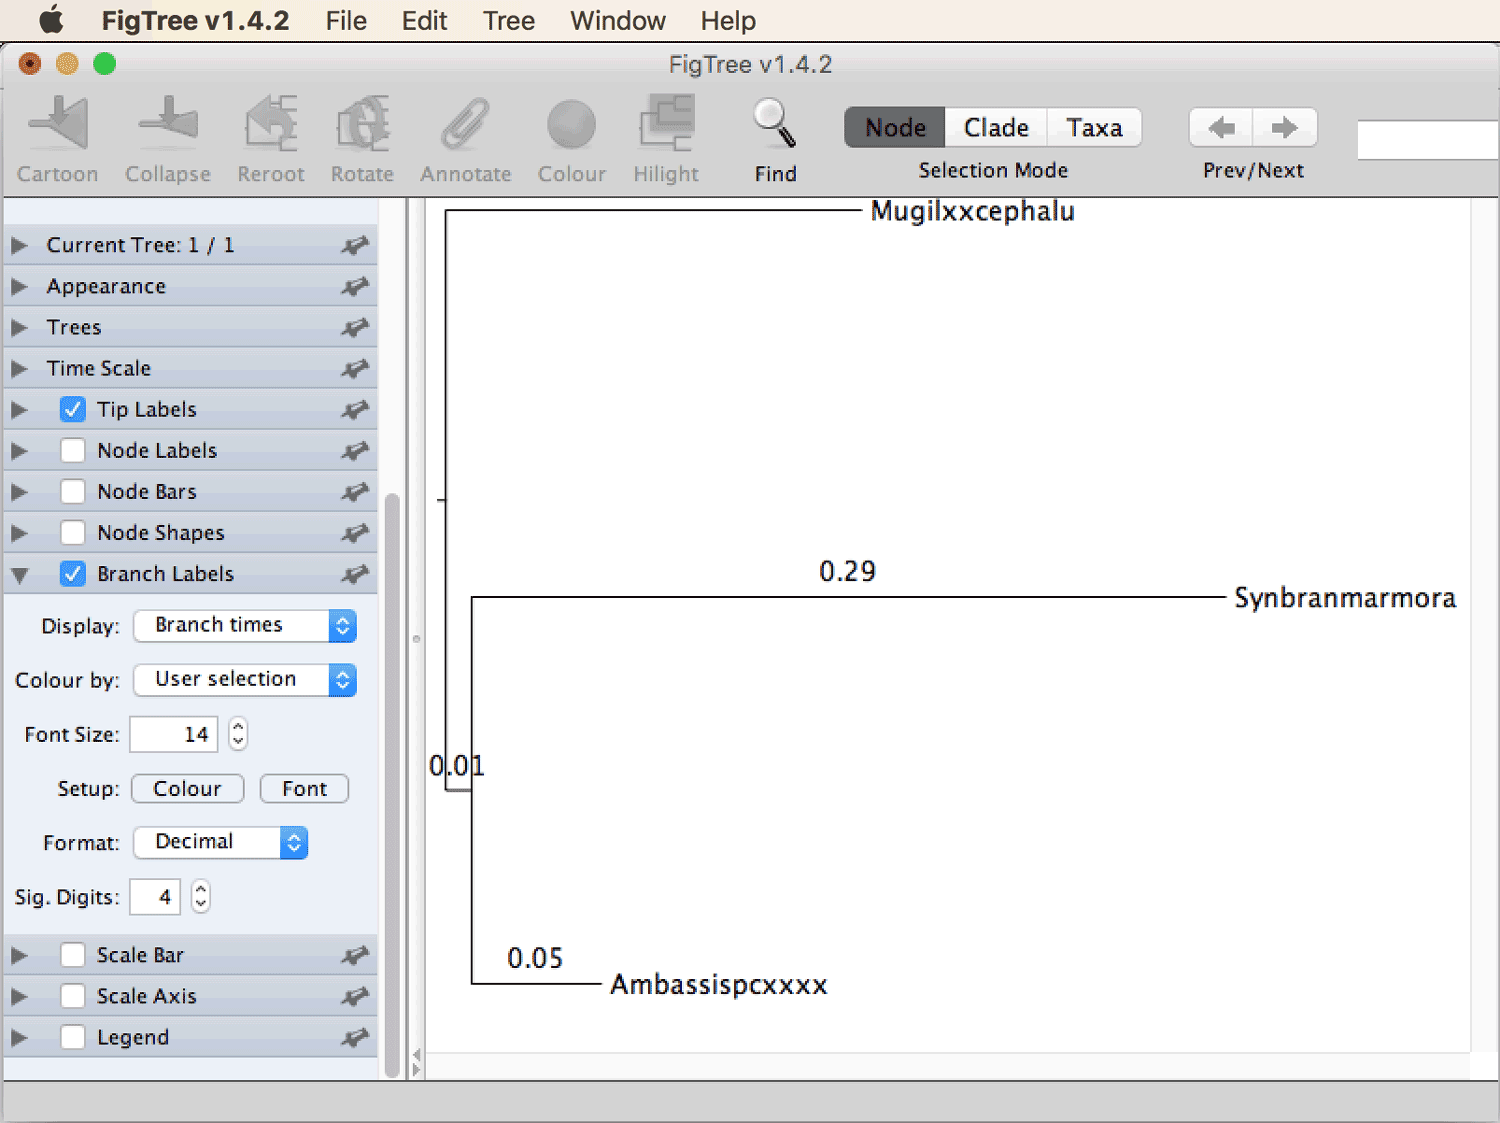 FigTree v1.4.2 File Edit Tree Window Help
FigTree v1.4.2
Cartoon Collapse Reroot Rotate Annotate Colour Hilight Find
Node Clade Taxa
Selection Mode
Prev/Next
Current Tree: 1 / 1
Appearance
Trees
Time Scale
Tip Labels
Node Labels
Node Bars
Node Shapes
Branch Labels
Display: Branch times
Colour by: User selection
Font Size: 14
Setup: Colour Font
Format: Decimal
Sig. Digits: 4
Scale Bar
Scale Axis
Legend
Mugilxxcephalu
0.29
Synbranmarmora
0.01
0.05
Ambassispcxxxx